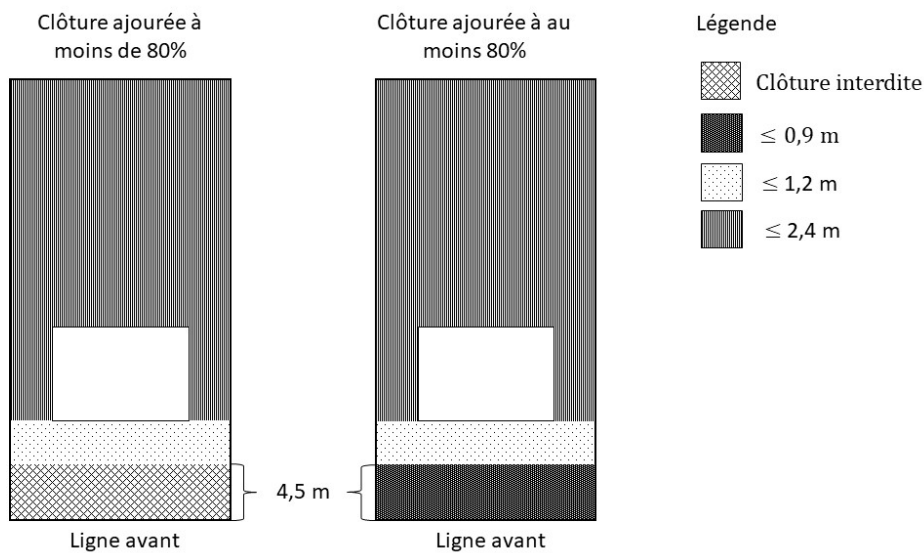 Clôture ajourée à
moins de 80%
Clôture ajourée à au
moins 80%
Légende
Clôture interdite
≤ 0,9 m
≤ 1,2 m
≤ 2,4 m
4,5 m
Ligne avant
Ligne avant